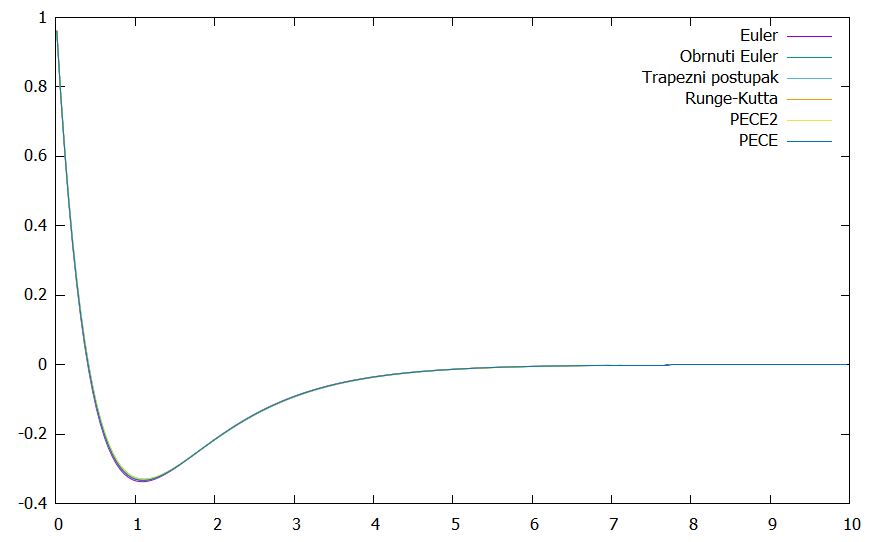 1
0.8
0.6
0.4
0.2
0
-0.2
-0.4
0 1 2 3 4 5 6 7 8 9 10
Euler
Obrnuti Euler
Trapezni postupak
Runge-Kutta
PECE2
PECE